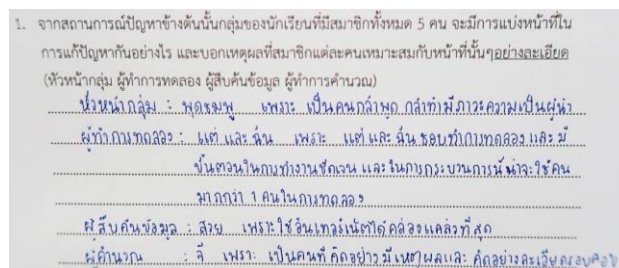 1. จากสถานการณ์ปัญหาข้างต้นนั้นกลุ่มของนักเรียนที่มีสมาชิกทั้งหมด 5 คน จะมีการแบ่งหน้าที่ใน
การแก้ปัญหากันอย่างไร และบอกเหตุผลที่สมาชิกแต่ละคนเหมาะสมกับหน้าที่นั้นๆอย่างละเอียด
(หัวหน้ากลุ่ม ผู้ทำการทดลอง ผู้สืบค้นข้อมูล ผู้ทำการคำนวณ)
หัวหน้ากลุ่ม : พุดชมพู เพราะ เป็นคนกล้าพูด กล้าทำมีภาวะความเป็นผู้นำ
ผู้ทำการทดลอง : แต่ และ ฉัน เพราะ แต่ และ ฉัน ชอบทำการทดลอง และ มี
ขั้นตอนในการทำงานชัดเจน และ ในการกระบวนการนี้น่าจะใช้คน
มากกว่า 1 คนในการทดลอง
ผู้สืบค้นข้อมูล : สวย เพราะใช้อินเทอร์เน็ตได้คล่องแคล่วที่สุด
ผู้คำนวณ : จี เพราะ เป็นคนที่คิดอย่างมีเหตุผลและ คิดอย่างละเอียดรอบคอบ